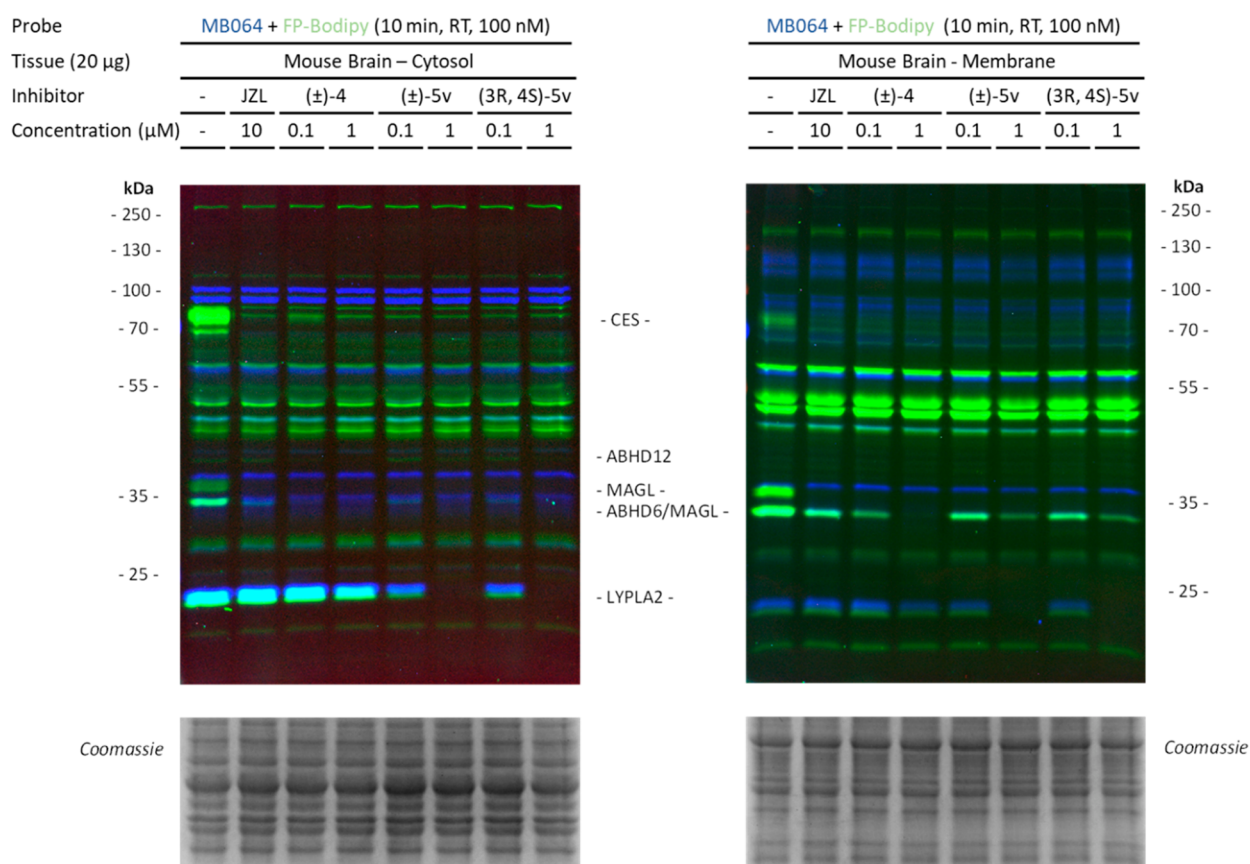 Probe MB064 + FP-Bodipy (10 min, RT, 100 nM) MB064 + FP-Bodipy (10 min, RT, 100 nM)
Tissue (20 µg) Mouse Brain – Cytosol Mouse Brain - Membrane
Inhibitor - JZL (±)-4 (±)-5v (3R, 4S)-5v - JZL (±)-4 (±)-5v (3R, 4S)-5v
Concentration (µM) - 10 0.1 1 0.1 1 0.1 1 - 10 0.1 1 0.1 1 0.1 1
kDa kDa
- 250 - - 250 -
- 130 - - 130 -
- 100 - - 100 -
- CES -
- 70 - - 70 -
- 55 - - 55 -
- ABHD12
- MAGL -
- 35 - - 35 -
- ABHD6/MAGL -
- 25 - - 25 -
- LYPLA2 -
Coomassie Coomassie